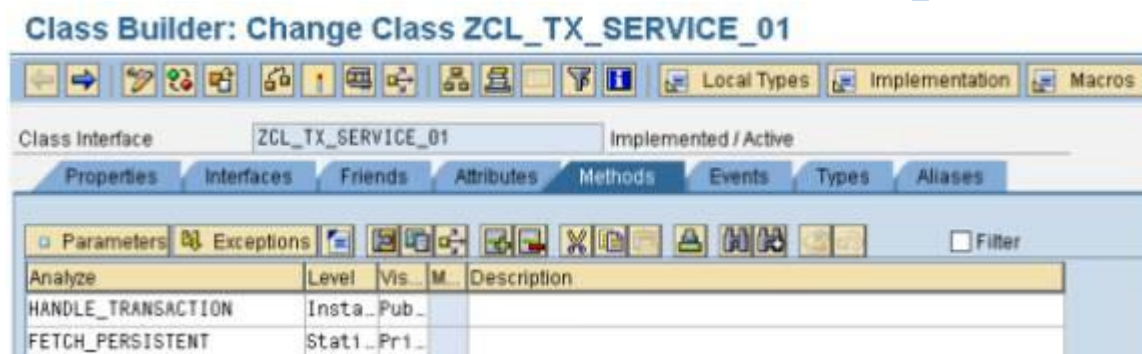 Class Builder: Change Class ZCL_TX_SERVICE_01
Local Types Implementation Macros
Class Interface ZCL_TX_SERVICE_01 Implemented / Active
Properties Interfaces Friends Attributes Methods Events Types Aliases
Parameters Exceptions Filter
Analyze Level Vis... M... Description
HANDLE_TRANSACTION Insta… Pub…
FETCH_PERSISTENT Stati… Pri…